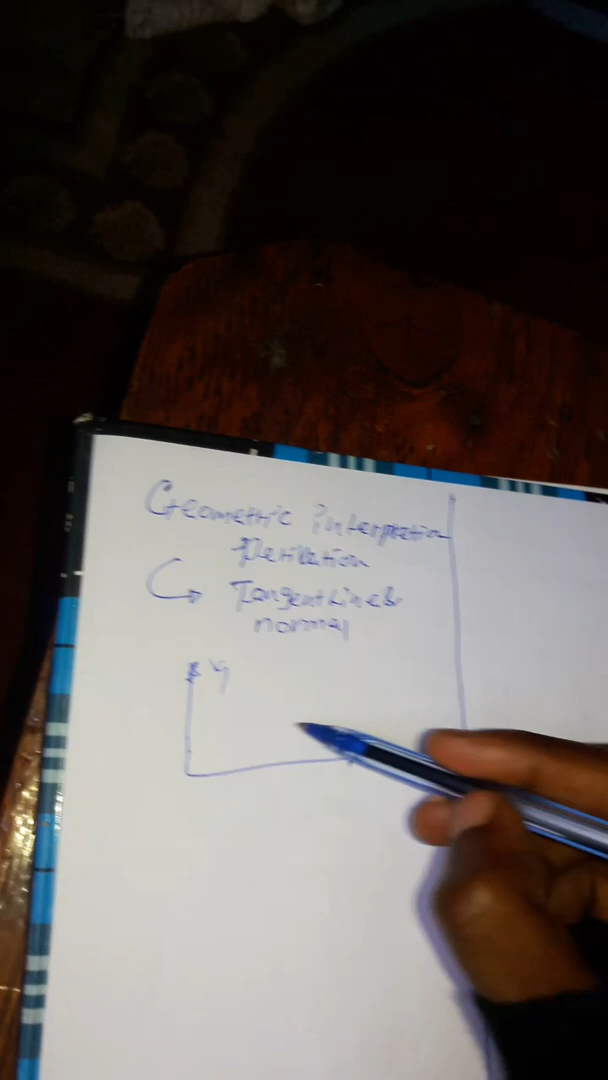 Geometric interpretation
Derivation
Tangent Line &
normal
y